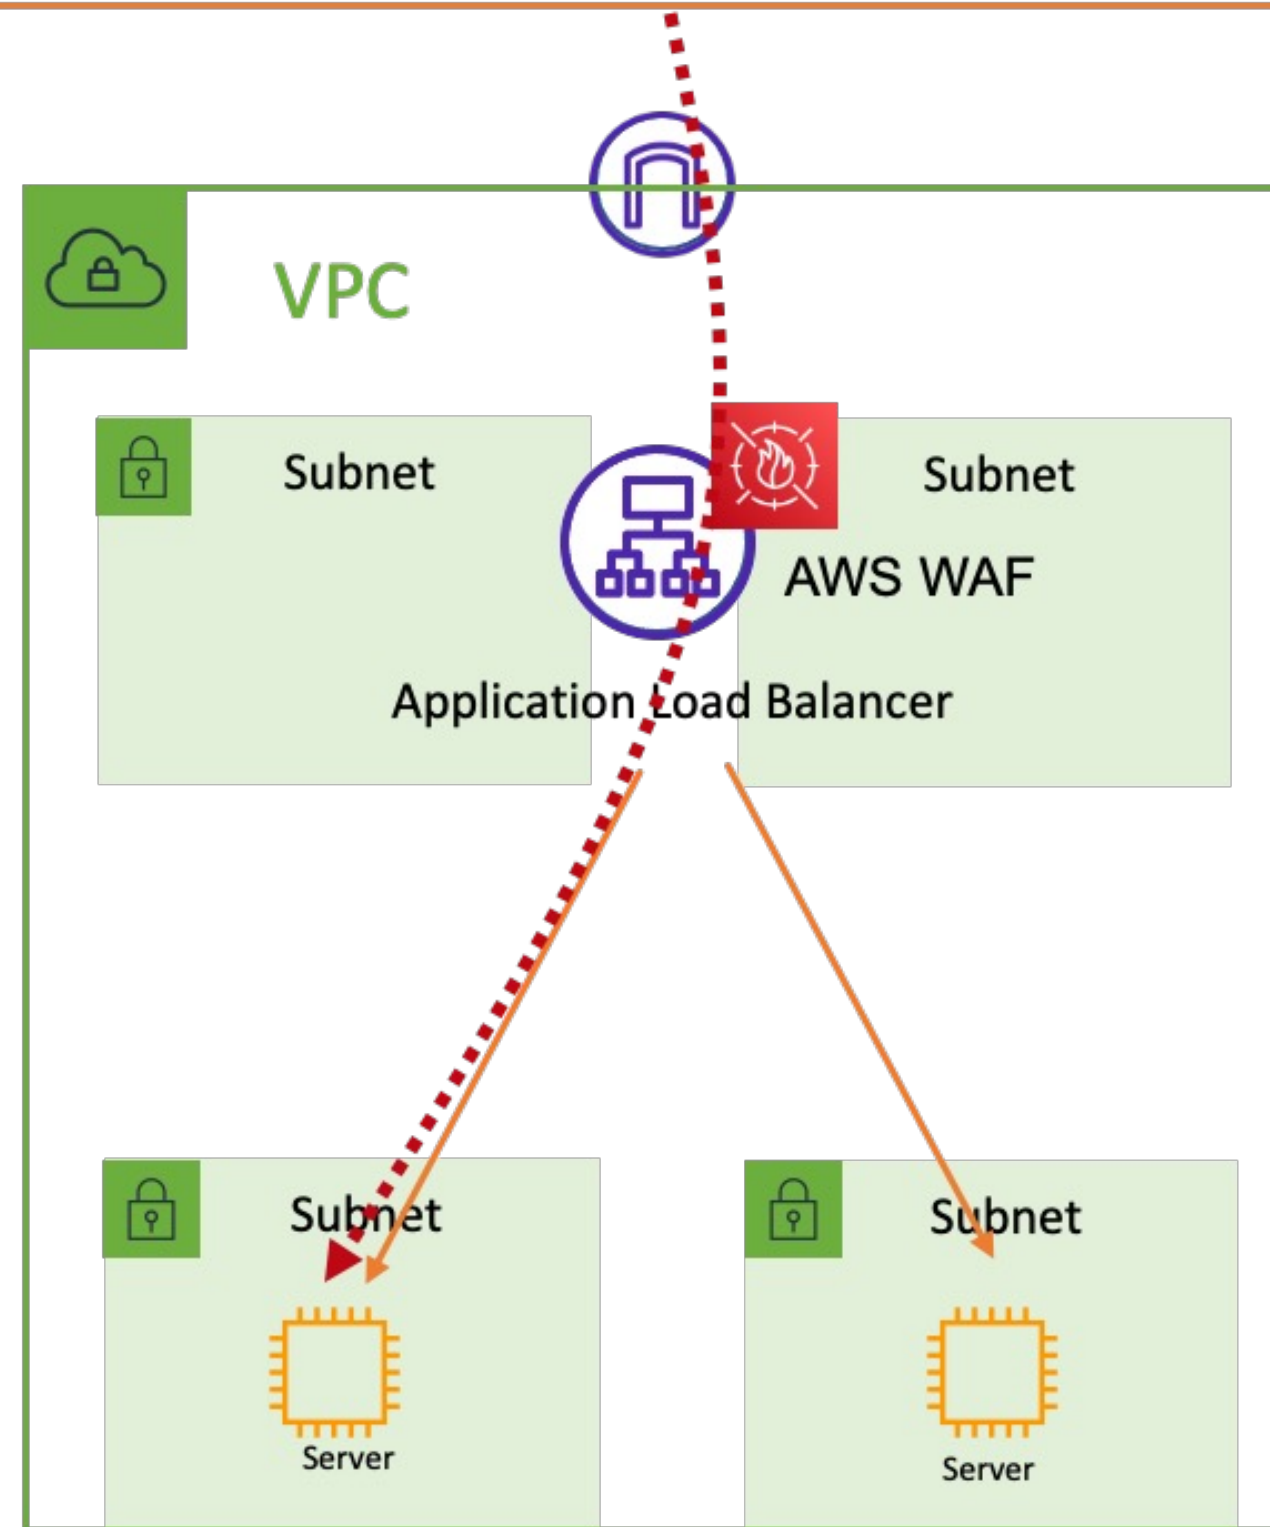 VPC
Subnet
Subnet
AWS WAF
Application Load Balancer
Subnet
Subnet
Server
Server